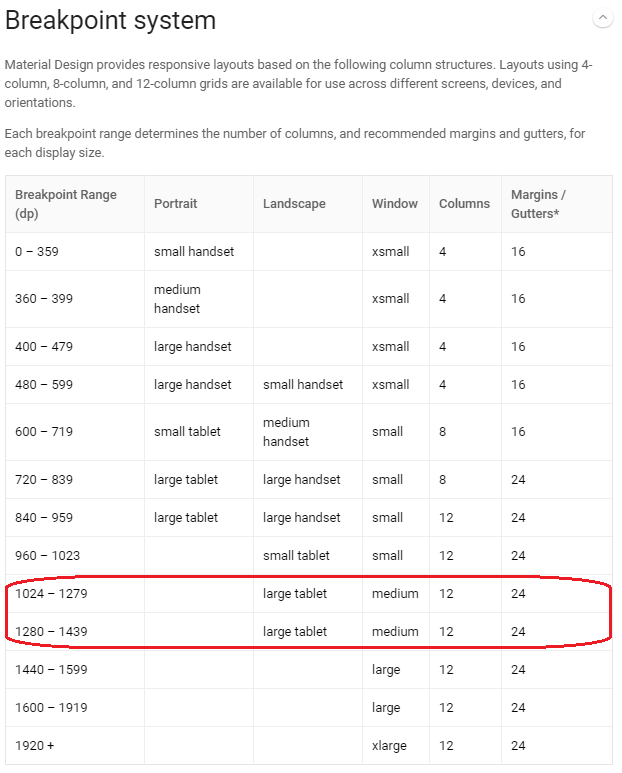 Breakpoint system
Material Design provides responsive layouts based on the following column structures. Layouts using 4-
column, 8-column, and 12-column grids are available for use across different screens, devices, and
orientations.
Each breakpoint range determines the number of columns, and recommended margins and gutters, for
each display size.
Breakpoint Range (dp) Portrait Landscape Window Columns Margins / Gutters*
0 – 359 small handset xsmall 4 16
360 – 399 medium handset xsmall 4 16
400 – 479 large handset xsmall 4 16
480 – 599 large handset small handset xsmall 4 16
600 – 719 small tablet medium handset small 8 16
720 – 839 large tablet large handset small 8 24
840 – 959 large tablet large handset small 12 24
960 – 1023 small tablet small 12 24
1024 – 1279 large tablet medium 12 24
1280 – 1439 large tablet medium 12 24
1440 – 1599 large 12 24
1600 – 1919 large 12 24
1920 + xlarge 12 24